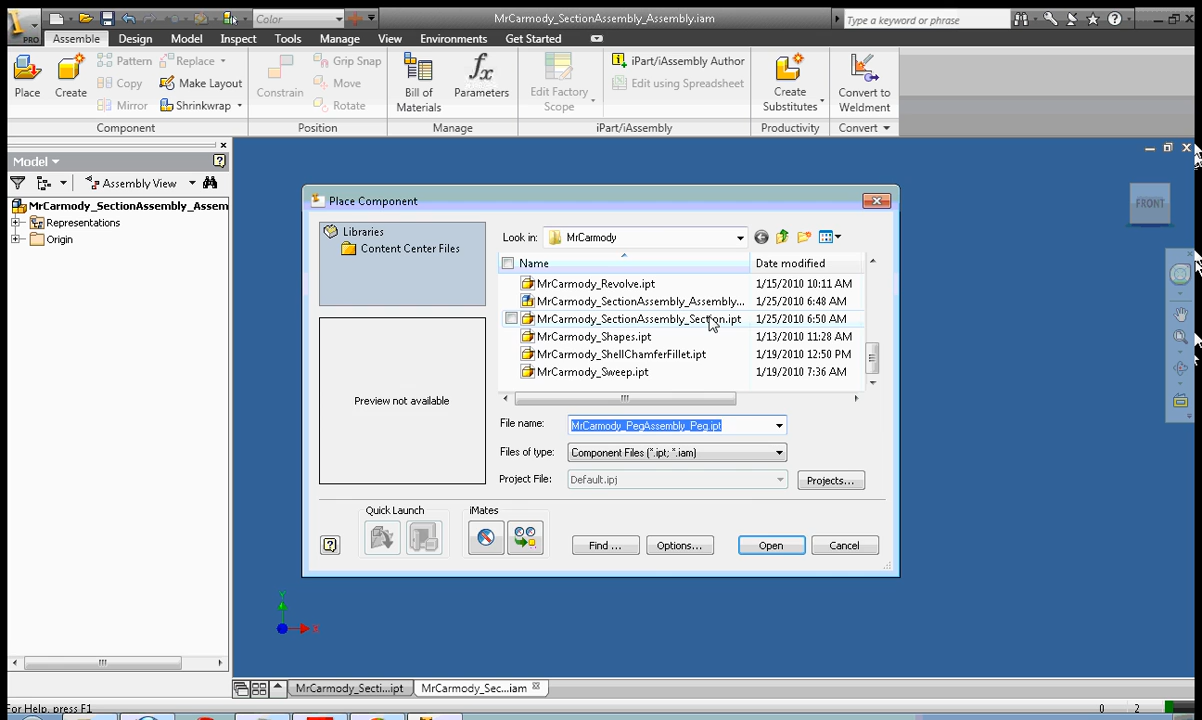 PRO
Color
MrCarmody_SectionAssembly_Assembly.iam
Type a keyword or phrase
Assemble Design Model Inspect Tools Manage View Environments Get Started
Place
Create
Pattern
Copy
Mirror
Replace
Make Layout
Shrinkwrap
Component
Constrain
Grip Snap
Move
Rotate
Position
Bill of Materials
Parameters
Manage
Edit Factory Scope
iPart/iAssembly Author
Edit using Spreadsheet
iPart/iAssembly
Create Substitutes
Productivity
Convert to Weldment
Convert
Model
Assembly View
MrCarmody_SectionAssembly_Assem
Representations
Origin
FRONT
Place Component
Libraries
Content Center Files
Preview not available
Look in: MrCarmody
Name Date modified
MrCarmody_Revolve.ipt 1/15/2010 10:11 AM
MrCarmody_SectionAssembly_Assembly... 1/25/2010 6:48 AM
MrCarmody_SectionAssembly_Section.ipt 1/25/2010 6:50 AM
MrCarmody_Shapes.ipt 1/13/2010 11:28 AM
MrCarmody_ShellChamferFillet.ipt 1/19/2010 12:50 PM
MrCarmody_Sweep.ipt 1/19/2010 7:36 AM
File name: MrCarmody_PegAssembly_Peg.ipt
Files of type: Component Files (*.ipt; *.iam)
Project File: Default.ipj Projects...
Quick Launch iMates
Find ... Options... Open Cancel
Y
X
MrCarmody_Secti...ipt MrCarmody_Sec...iam
For Help, press F1 0 2